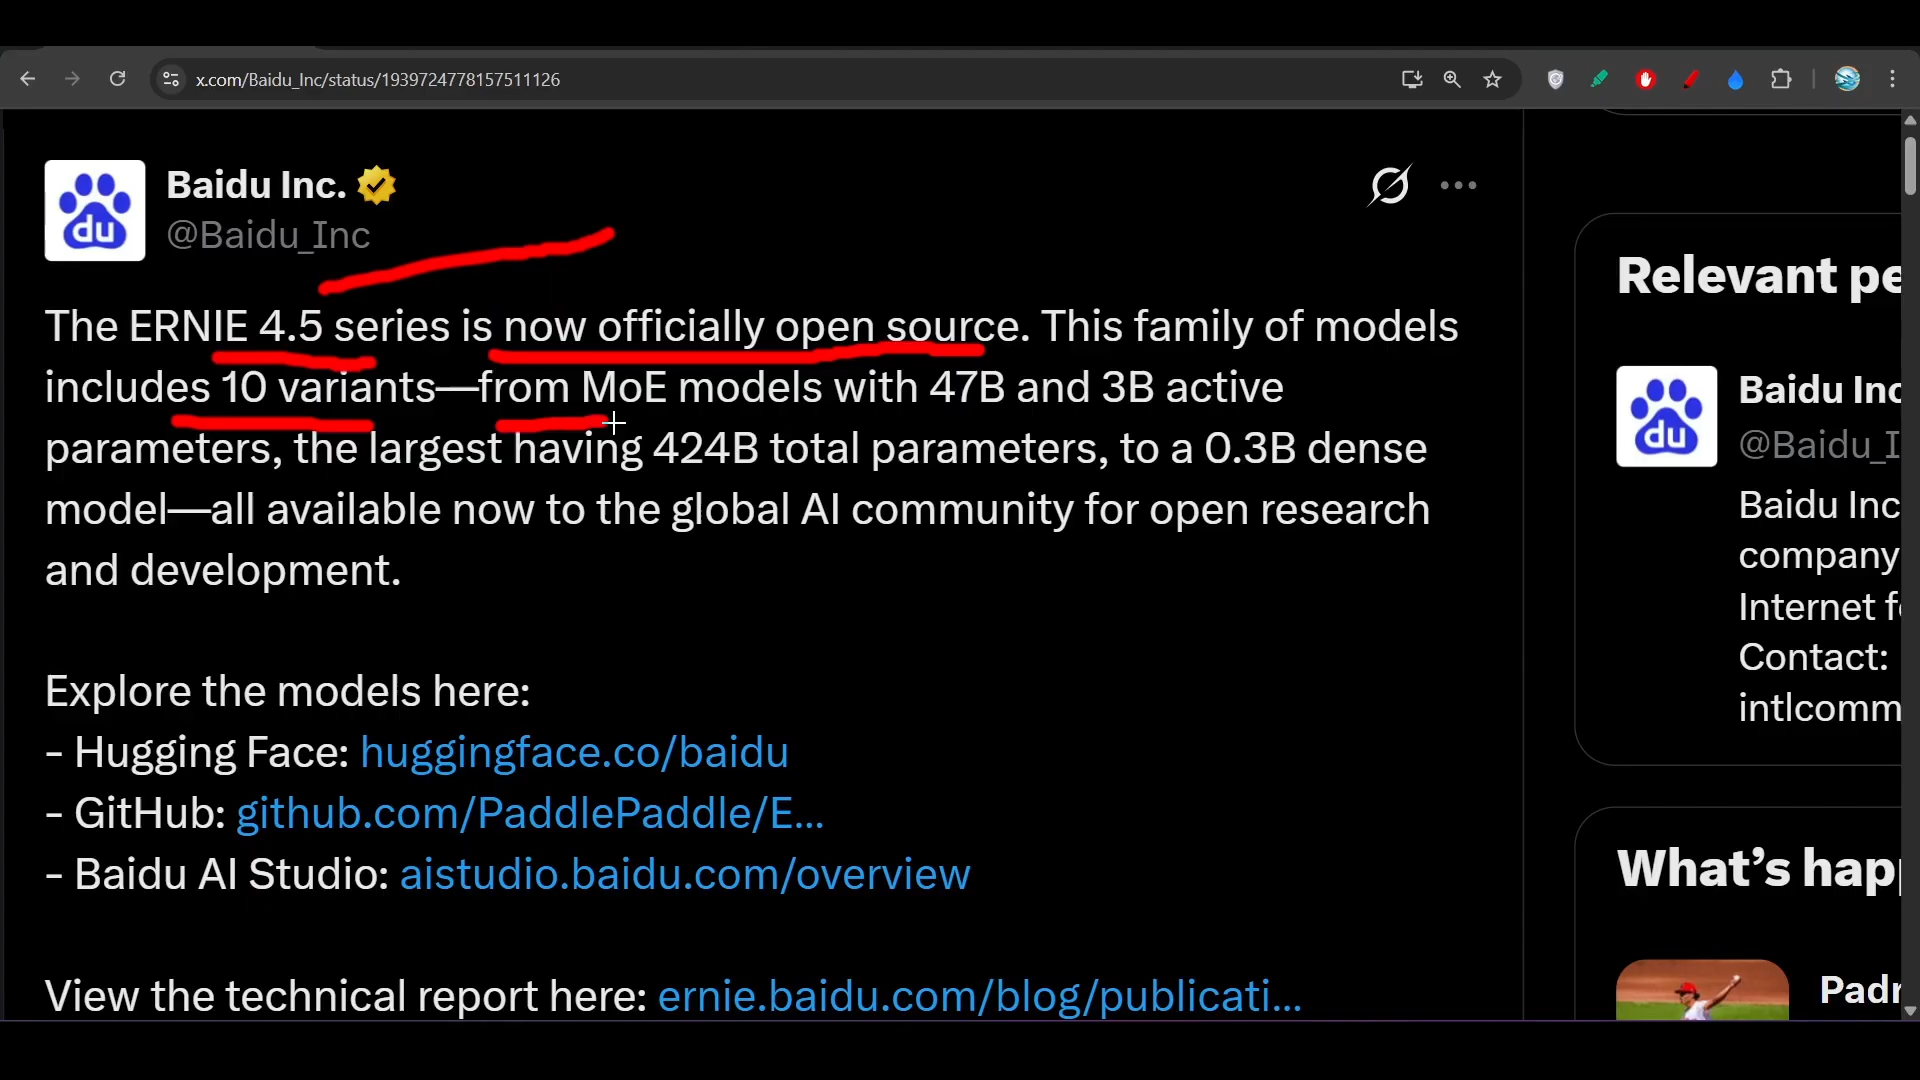 x.com/Baidu_Inc/status/1939724778157511126
Baidu Inc.
@Baidu_Inc
du
The ERNIE 4.5 series is now officially open source. This family of models
includes 10 variants—from MoE models with 47B and 3B active
parameters, the largest having 424B total parameters, to a 0.3B dense
model—all available now to the global AI community for open research
and development.
Explore the models here:
- Hugging Face: huggingface.co/baidu
- GitHub: github.com/PaddlePaddle/E...
- Baidu AI Studio: aistudio.baidu.com/overview
View the technical report here: ernie.baidu.com/blog/publicati...
Relevant pe
du
Baidu Inc
@Baidu_I
Baidu Inc
company
Internet f
Contact:
intlcomm
What's hap
Padr